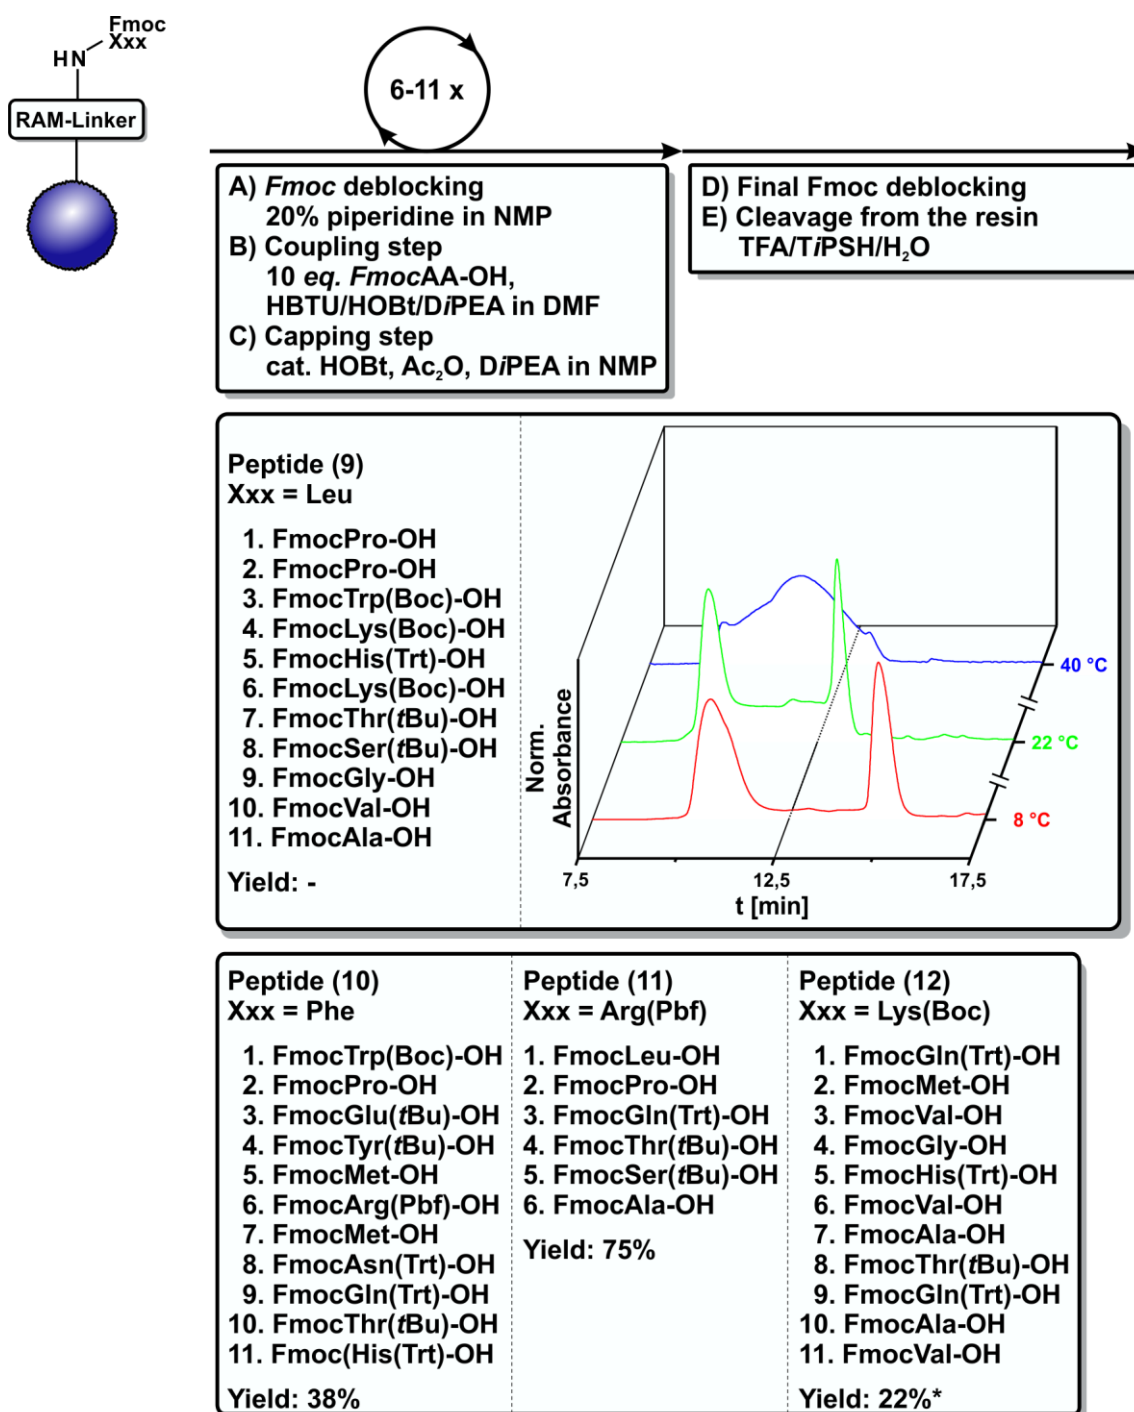 Fmoc
Xxx
HN
RAM-Linker
6-11 x
A) Fmoc deblocking
20% piperidine in NMP
B) Coupling step
10 eq. FmocAA-OH,
HBTU/HOBt/DiPEA in DMF
C) Capping step
cat. HOBt, Ac₂O, DiPEA in NMP
D) Final Fmoc deblocking
E) Cleavage from the resin
TFA/TiPSH/H₂O
Peptide (9)
Xxx = Leu
1. FmocPro-OH
2. FmocPro-OH
3. FmocTrp(Boc)-OH
4. FmocLys(Boc)-OH
5. FmocHis(Trt)-OH
6. FmocLys(Boc)-OH
7. FmocThr(tBu)-OH
8. FmocSer(tBu)-OH
9. FmocGly-OH
10. FmocVal-OH
11. FmocAla-OH
Yield: -
Norm.
Absorbance
40 °C
22 °C
8 °C
7,5
12,5
17,5
t [min]
Peptide (10)
Xxx = Phe
1. FmocTrp(Boc)-OH
2. FmocPro-OH
3. FmocGlu(tBu)-OH
4. FmocTyr(tBu)-OH
5. FmocMet-OH
6. FmocArg(Pbf)-OH
7. FmocMet-OH
8. FmocAsn(Trt)-OH
9. FmocGln(Trt)-OH
10. FmocThr(tBu)-OH
11. Fmoc(His(Trt)-OH
Yield: 38%
Peptide (11)
Xxx = Arg(Pbf)
1. FmocLeu-OH
2. FmocPro-OH
3. FmocGln(Trt)-OH
4. FmocThr(tBu)-OH
5. FmocSer(tBu)-OH
6. FmocAla-OH
Yield: 75%
Peptide (12)
Xxx = Lys(Boc)
1. FmocGln(Trt)-OH
2. FmocMet-OH
3. FmocVal-OH
4. FmocGly-OH
5. FmocHis(Trt)-OH
6. FmocVal-OH
7. FmocAla-OH
8. FmocThr(tBu)-OH
9. FmocGln(Trt)-OH
10. FmocAla-OH
11. FmocVal-OH
Yield: 22%*